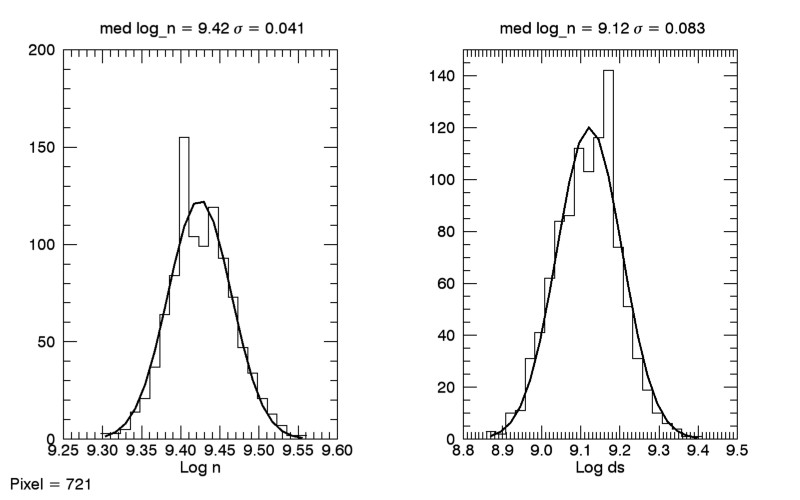 med log_n = 9.42 σ = 0.041
200
150
100
50
0
9.25 9.30 9.35 9.40 9.45 9.50 9.55 9.60
Log n
med log_n = 9.12 σ = 0.083
140
120
100
80
60
40
20
0
8.8 8.9 9.0 9.1 9.2 9.3 9.4 9.5
Log ds
Pixel = 721